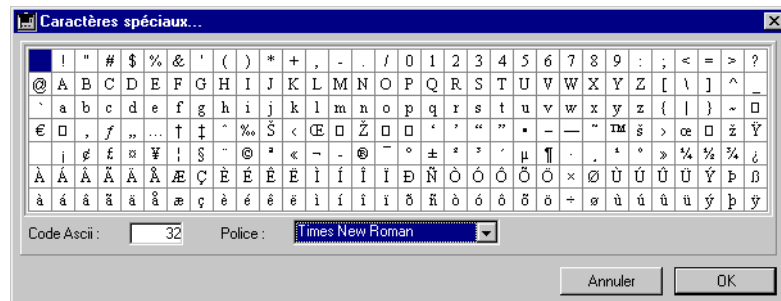 Caractères spéciaux...
! " # $ % & ' ( ) * + , - . / 0 1 2 3 4 5 6 7 8 9 : ; < = > ?
@ A B C D E F G H I J K L M N O P Q R S T U V W X Y Z [ \ ] ^ _
` a b c d e f g h i j k l m n o p q r s t u v w x y z { | } ~ □
€ □ ‚ ƒ „ … † ‡ ˆ ‰ Š ‹ Œ □ Ž □ □ ‘ ’ “ ” • – — ˜ ™ š › œ □ ž Ÿ
¡ ¢ £ ¤ ¥ ¦ § ¨ © ª « ¬ - ® ¯ ° ± ² ³ ´ µ ¶ · ¸ ¹ º » ¼ ½ ¾ ¿
À Á Â Ã Ä Å Æ Ç È É Ê Ë Ì Í Î Ï Ð Ñ Ò Ó Ô Õ Ö × Ø Ù Ú Û Ü Ý Þ ß
à á â ã ä å æ ç è é ê ë ì í î ï ð ñ ò ó ô õ ö ÷ ø ù ú û ü ý þ ÿ
Code Ascii : 32 Police : Times New Roman
Annuler OK